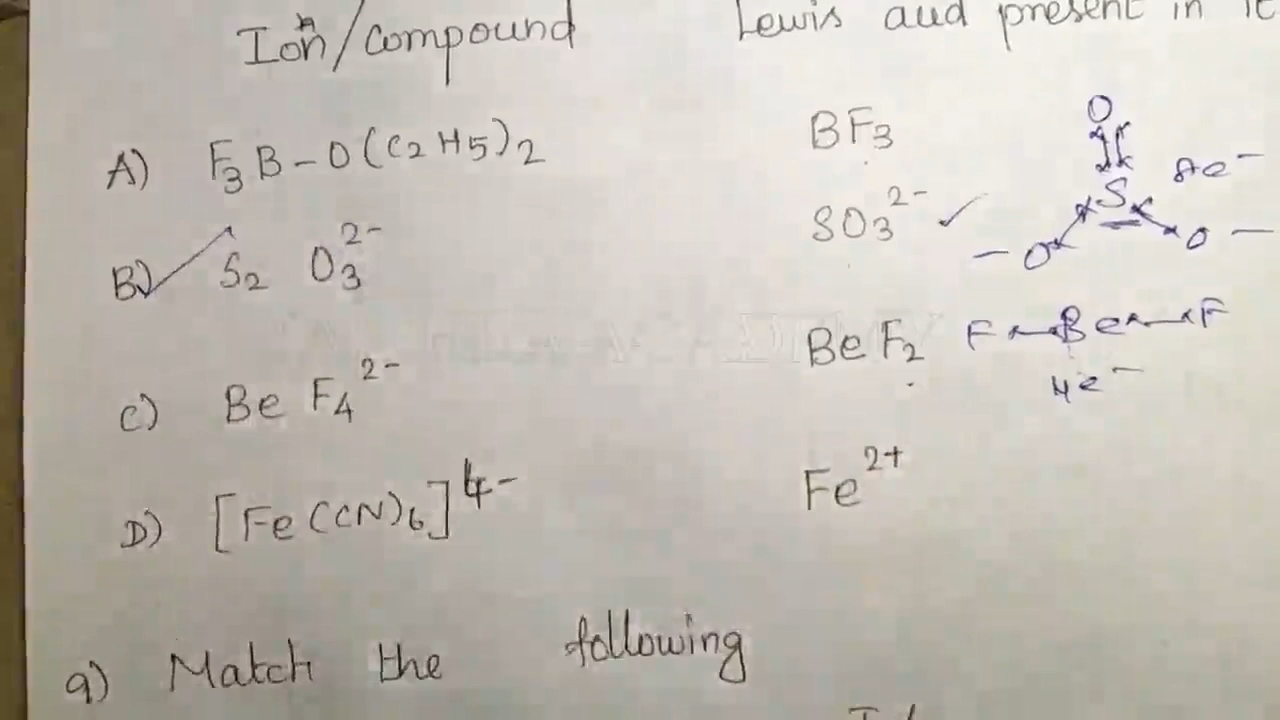 Ion/compound Lewis aud present in it
A) F3B-O(C2H5)2 BF3
B) S2O3^2- SO3^2- ✓ O S 8e- -O O-
C) BeF4^2- BeF2 F Be F 4e-
D) [Fe(CN)6]^4- Fe^2+
9) Match the following